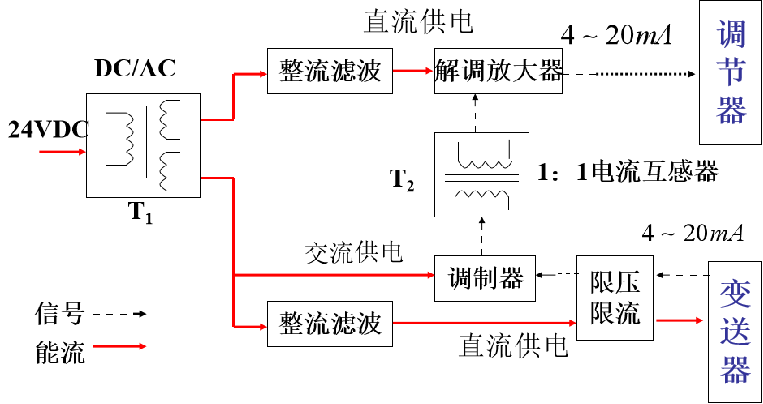 直流供电
4 ~ 20mA
调节器
DC/AC
整流滤波
解调放大器
24VDC
T₁
T₂
1：1电流互感器
交流供电
4 ~ 20mA
调制器
限压
限流
变送器
信号
能流
整流滤波
直流供电